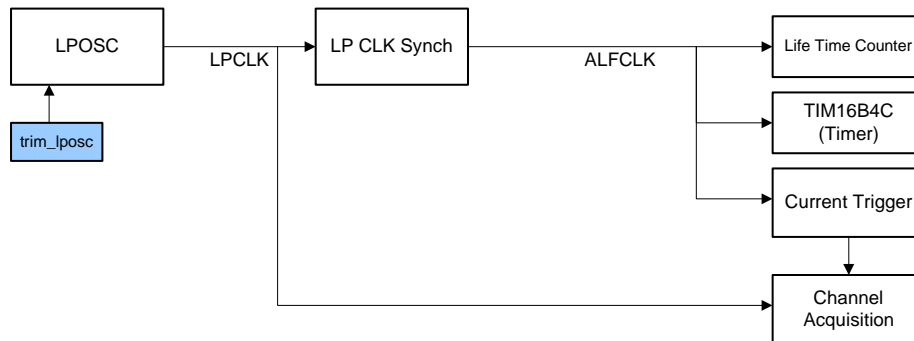 LPOSC
LPCLK
LP CLK Synch
ALFCLK
Life Time Counter
TIM16B4C
(Timer)
trim_lposc
Current Trigger
Channel
Acquisition